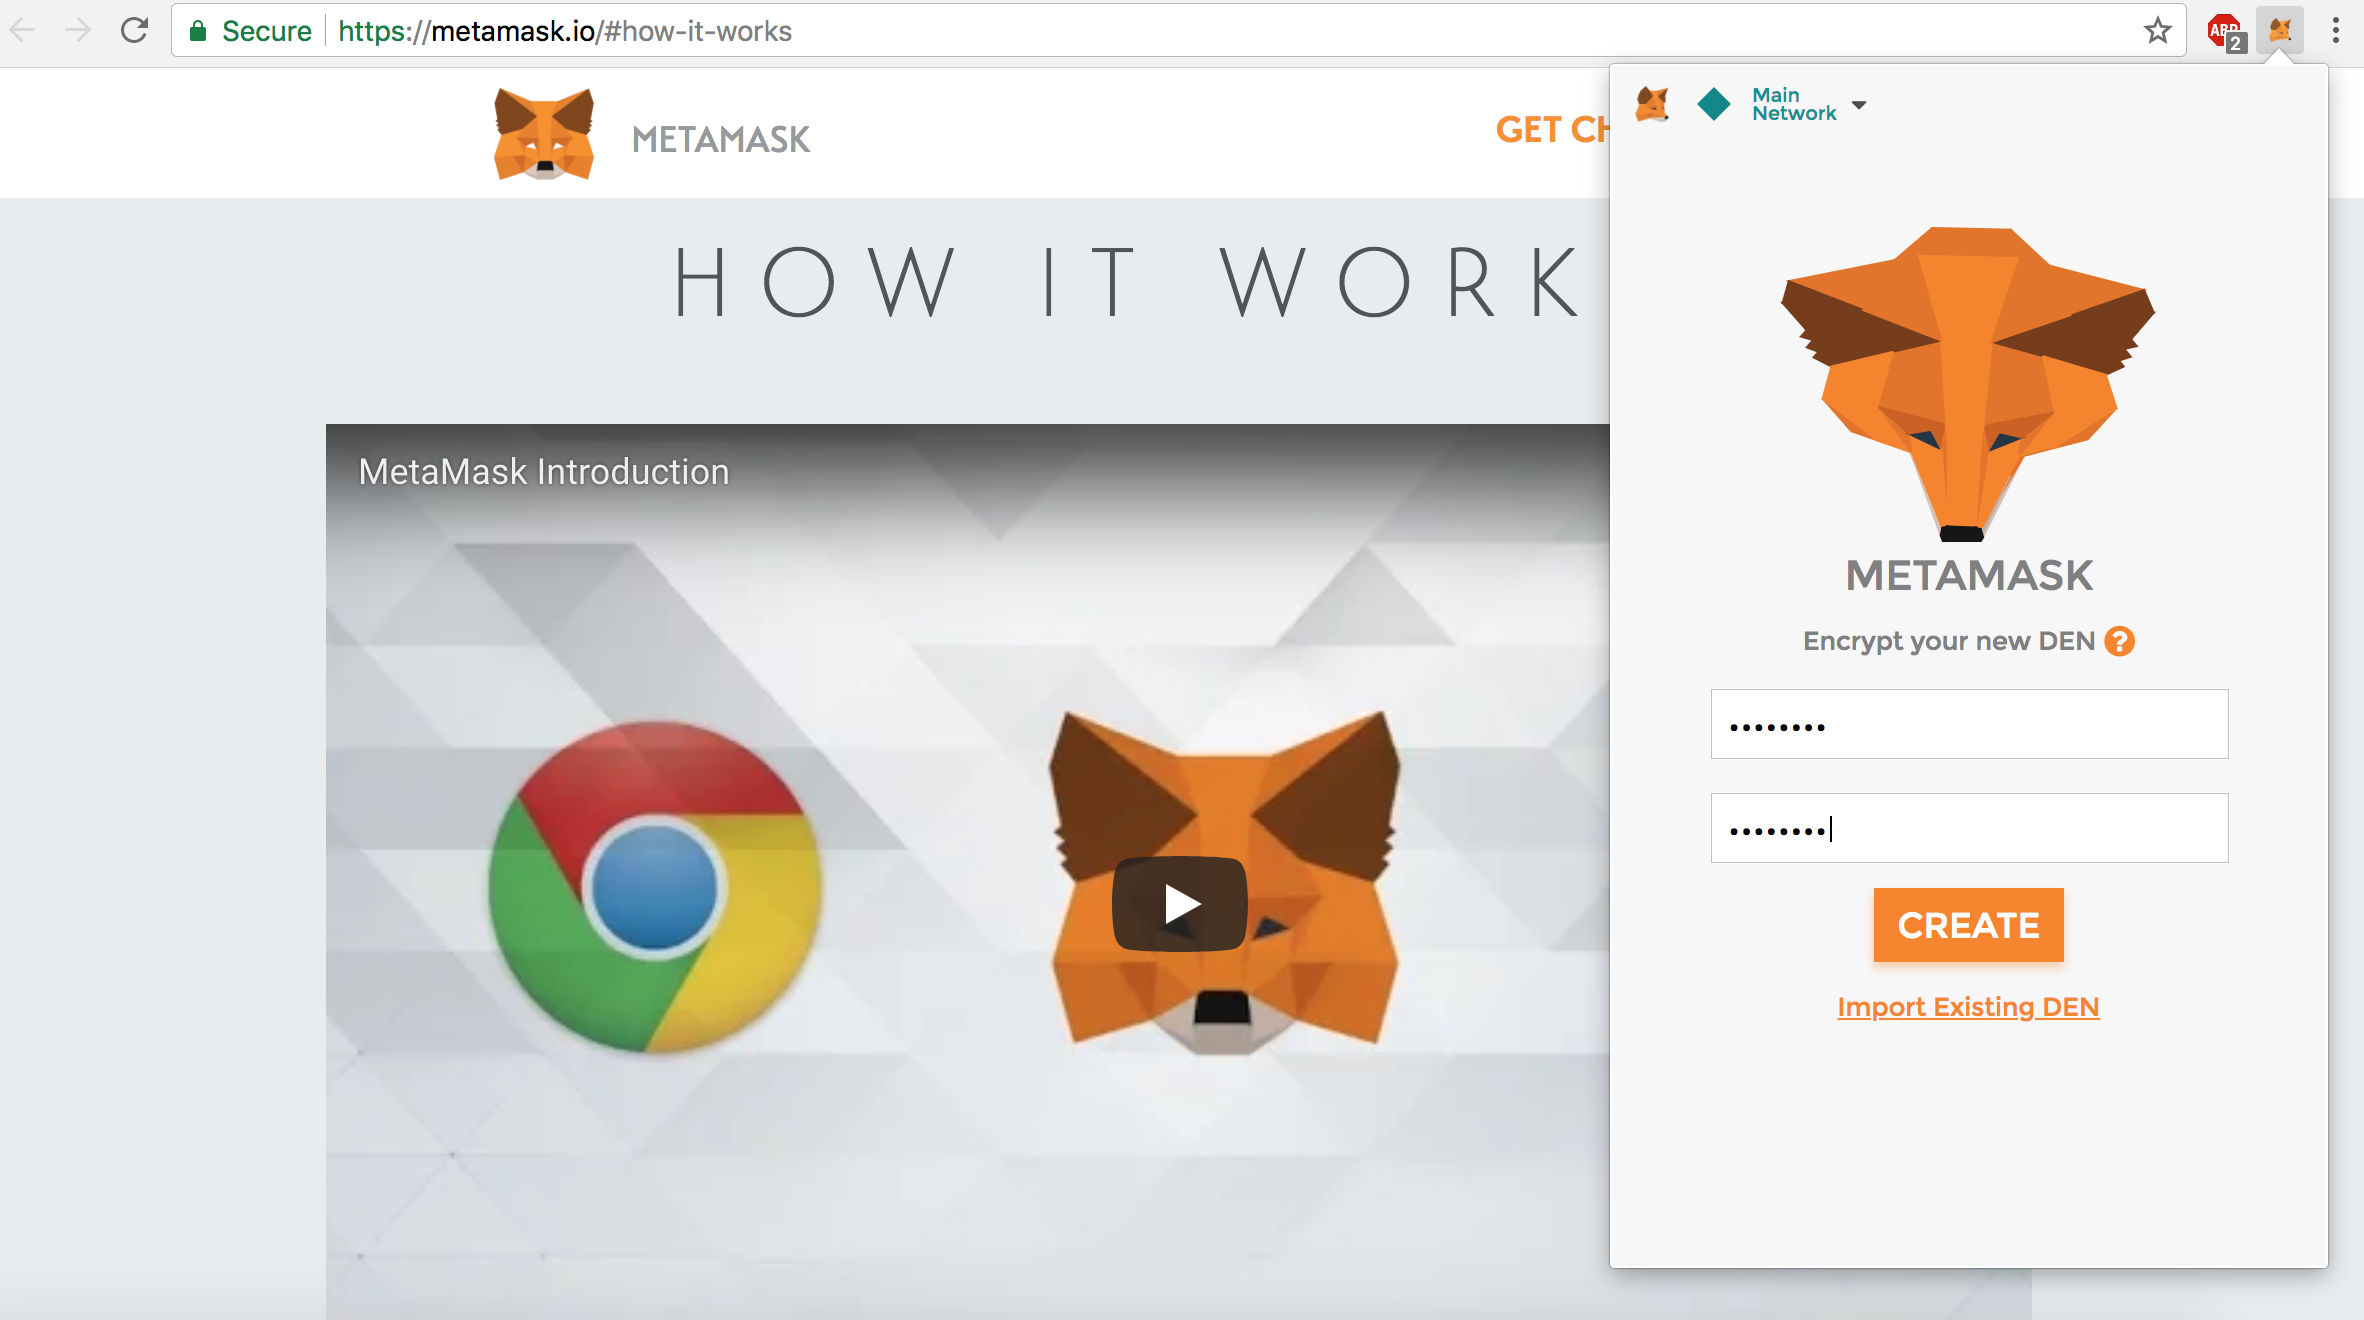 Secure https://metamask.io/#how-it-works
ABP
2
METAMASK
GET CH
HOW IT WORK
MetaMask Introduction
Main
Network
METAMASK
Encrypt your new DEN ?
••••••••
••••••••
CREATE
Import Existing DEN